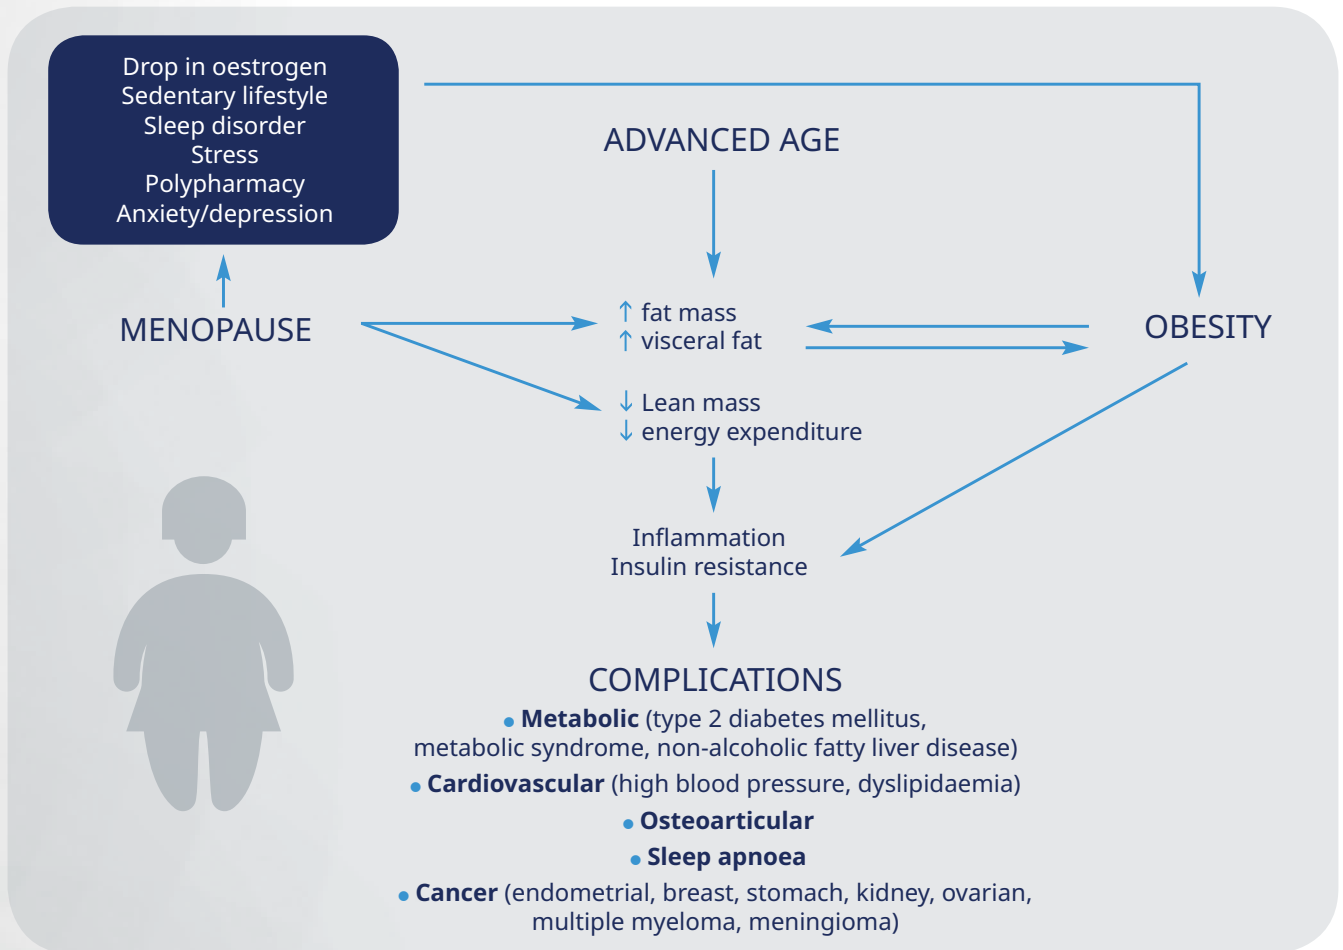 Drop in oestrogen
Sedentary lifestyle
Sleep disorder
Stress
Polypharmacy
Anxiety/depression
ADVANCED AGE
MENOPAUSE
↑ fat mass
↑ visceral fat
OBESITY
↓ Lean mass
↓ energy expenditure
Inflammation
Insulin resistance
COMPLICATIONS
• Metabolic (type 2 diabetes mellitus,
metabolic syndrome, non-alcoholic fatty liver disease)
• Cardiovascular (high blood pressure, dyslipidaemia)
• Osteoarticular
• Sleep apnoea
• Cancer (endometrial, breast, stomach, kidney, ovarian,
multiple myeloma, meningioma)